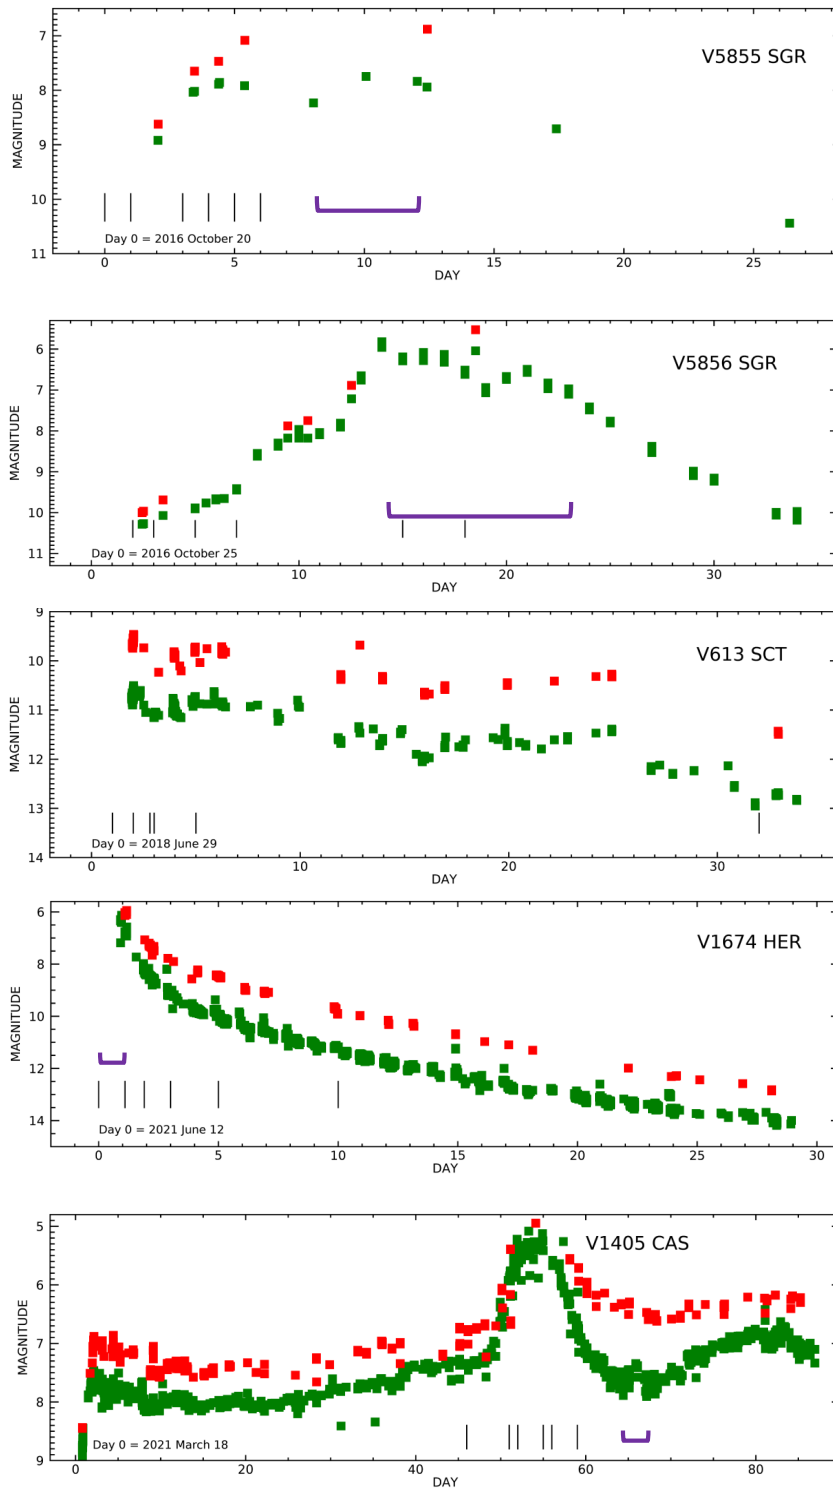 V5855 SGR
MAGNITUDE
7
8
9
10
11
Day 0 = 2016 October 20
0 5 10 15 20 25
DAY
V5856 SGR
MAGNITUDE
6
7
8
9
10
11
Day 0 = 2016 October 25
0 10 20 30
DAY
V613 SCT
MAGNITUDE
9
10
11
12
13
14
Day 0 = 2018 June 29
0 10 20 30
DAY
V1674 HER
MAGNITUDE
6
8
10
12
14
Day 0 = 2021 June 12
0 5 10 15 20 25 30
DAY
V1405 CAS
MAGNITUDE
5
6
7
8
9
Day 0 = 2021 March 18
0 20 40 60 80
DAY